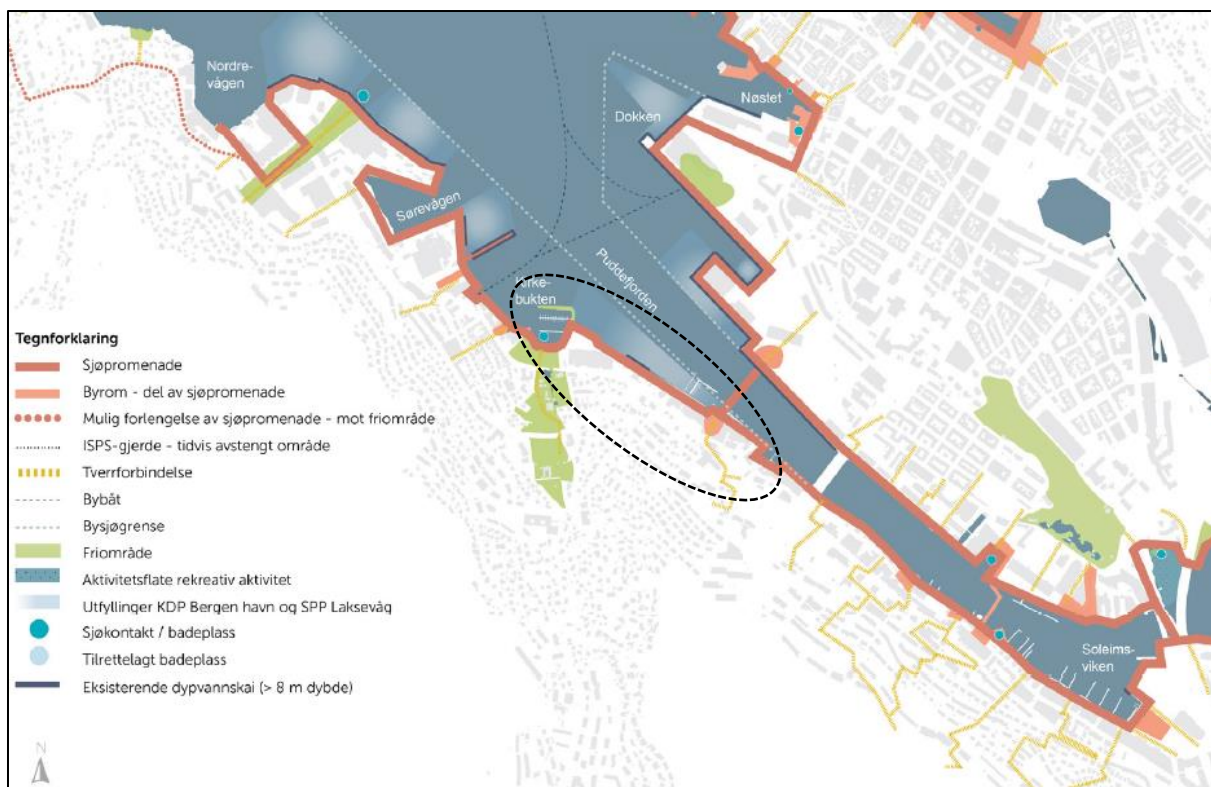 Nordre-
vågen
Nøstet
Dokken
Sørevågen
Puddefjorden
Kirke-
bukten
Tegnforklaring
Sjøpromenade
Byrom - del av sjøpromenade
Mulig forlengelse av sjøpromenade - mot friområde
ISPS-gjerde - tidvis avstengt område
Tverrforbindelse
Bybåt
Bysjøgrense
Friområde
Aktivitetsflate rekreativ aktivitet
Utfyllinger KDP Bergen havn og SPP Laksevåg
Sjøkontakt / badeplass
Tilrettelagt badeplass
Eksisterende dypvannskai (> 8 m dybde)
Soleims-
viken
N